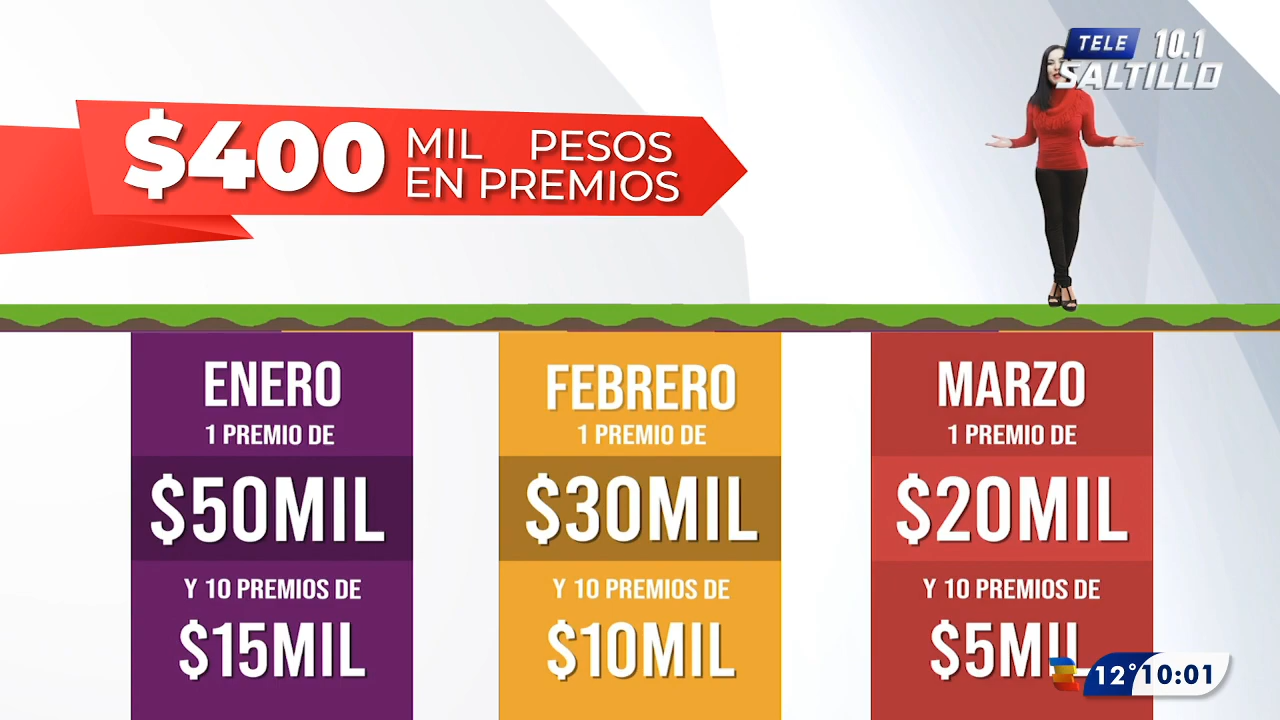 TELE 10.1
SALTILLO
$400 MIL PESOS
EN PREMIOS
ENERO
1 PREMIO DE
$50MIL
Y 10 PREMIOS DE
$15MIL
FEBRERO
1 PREMIO DE
$30MIL
Y 10 PREMIOS DE
$10MIL
MARZO
1 PREMIO DE
$20MIL
Y 10 PREMIOS DE
$5MIL
12° 10:01